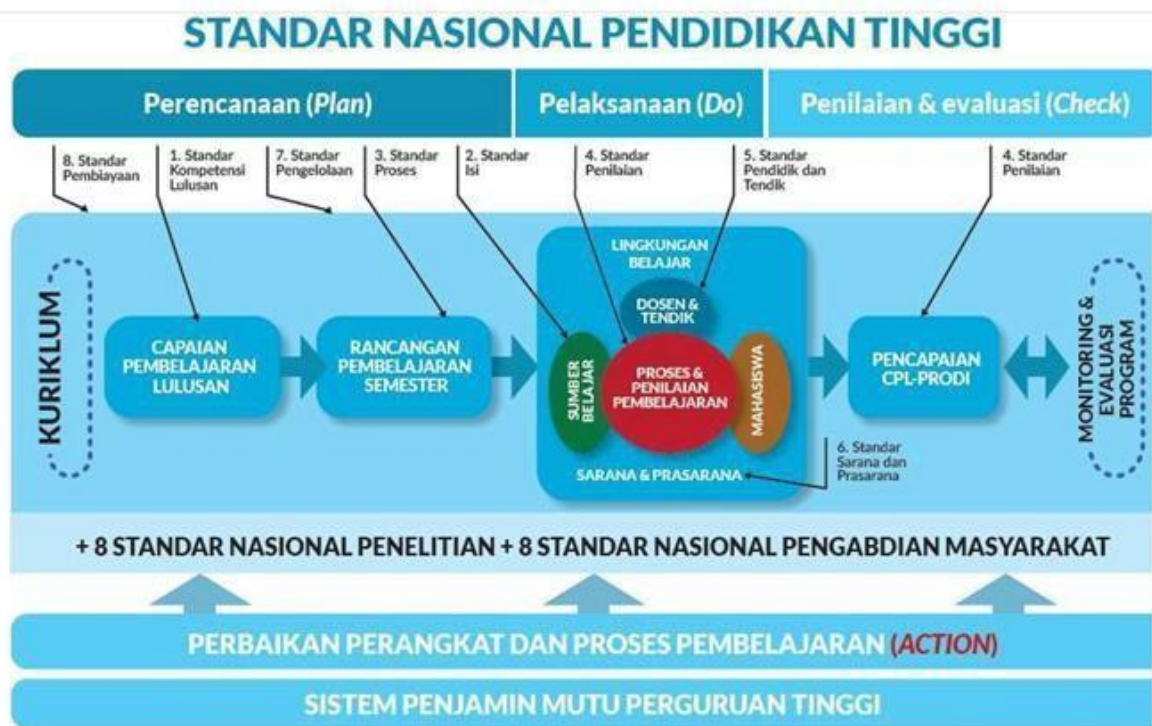 STANDAR NASIONAL PENDIDIKAN TINGGI
Perencanaan (Plan)
Pelaksanaan (Do)
Penilaian & evaluasi (Check)
8. Standar
Pembiayaan
1. Standar
Kompetensi
Lulusan
7. Standar
Pengelolaan
3. Standar
Proses
2. Standar
Isi
4. Standar
Penilaian
5. Standar
Pendidik dan
Tendik
4. Standar
Penilaian
KURIKLUM
CAPAIAN
PEMBELAJARAN
LULUSAN
RANCANGAN
PEMBELAJARAN
SEMESTER
LINGKUNGAN
BELAJAR
DOSEN &
TENDIK
SUMBER
BELAJAR
PROSES &
PENILAIAN
PEMBELAJARAN
MAHASISWA
SARANA & PRASARANA
6. Standar
Sarana dan
Prasarana
PENCAPAIAN
CPL-PRODI
MONITORING &
EVALUASI
PROGRAM
+ 8 STANDAR NASIONAL PENELITIAN + 8 STANDAR NASIONAL PENGABDIAN MASYARAKAT
PERBAIKAN PERANGKAT DAN PROSES PEMBELAJARAN (ACTION)
SISTEM PENJAMIN MUTU PERGURUAN TINGGI